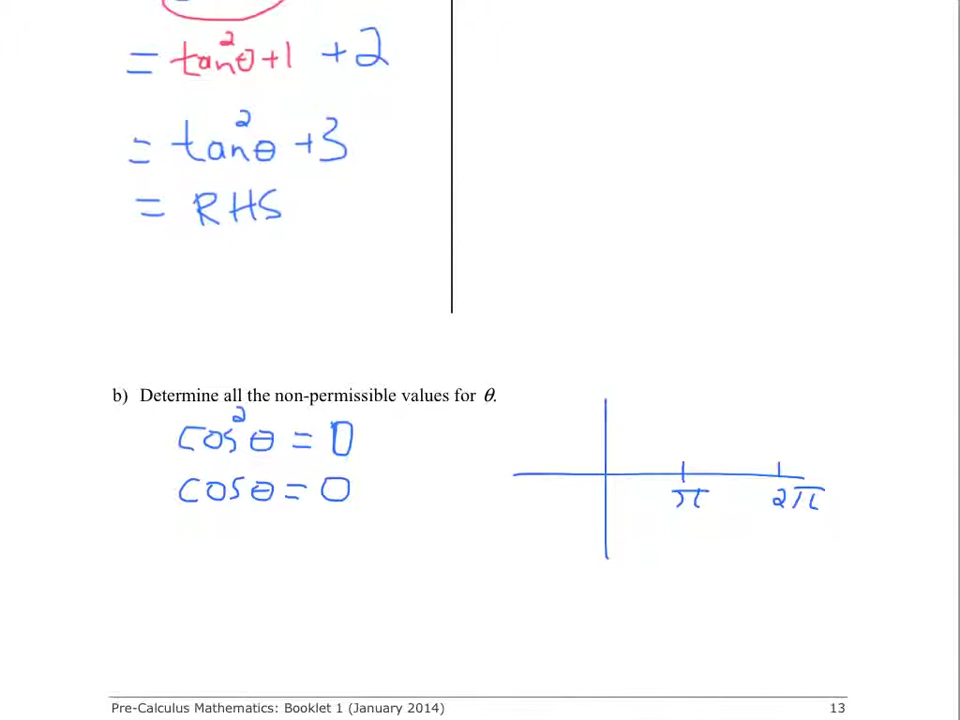 = tan²θ+1 +2
= tan²θ +3
= RHS
b) Determine all the non-permissible values for θ.
cos²θ = 0
cosθ = 0
π 2π
Pre-Calculus Mathematics: Booklet 1 (January 2014) 13